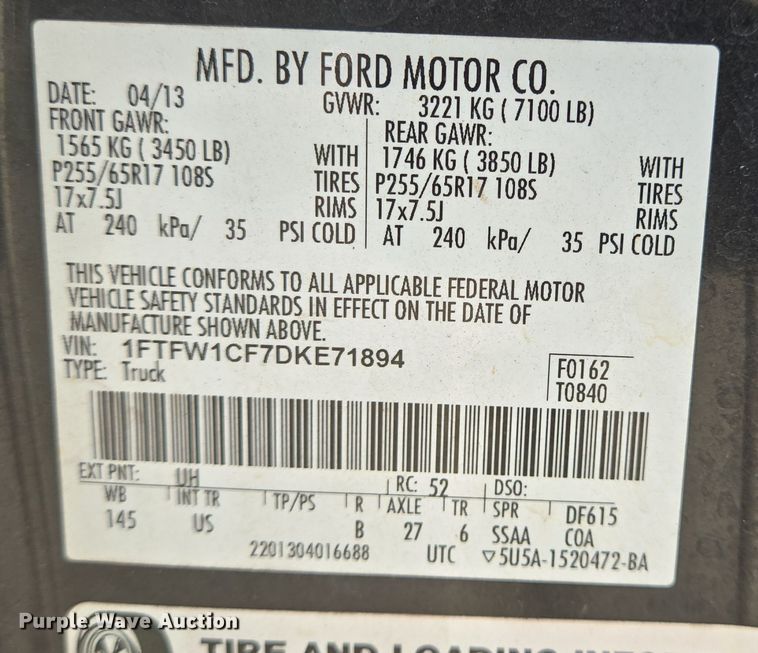 MFD. BY FORD MOTOR CO.
DATE: 04/13 GVWR: 3221 KG ( 7100 LB)
FRONT GAWR: REAR GAWR:
1565 KG ( 3450 LB) WITH 1746 KG ( 3850 LB) WITH
P255/65R17 108S TIRES P255/65R17 108S TIRES
17x7.5J RIMS 17x7.5J RIMS
AT 240 kPa/ 35 PSI COLD AT 240 kPa/ 35 PSI COLD
THIS VEHICLE CONFORMS TO ALL APPLICABLE FEDERAL MOTOR
VEHICLE SAFETY STANDARDS IN EFFECT ON THE DATE OF
MANUFACTURE SHOWN ABOVE.
VIN: 1FTFW1CF7DKE71894 F0162
TYPE: Truck T0840
EXT PNT: UH RC: 52 DSO:
WB INT TR TP/PS R AXLE TR SPR DF615
145 US B 27 6 SSAA COA
2201304016688 UTC ▽5U5A-1520472-BA
Purple Wave Auction
TIRE AND LOADING